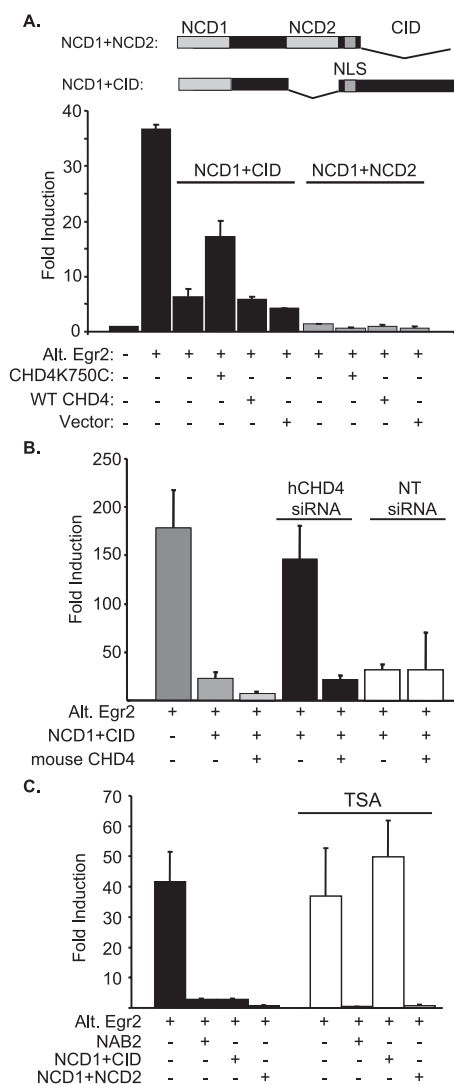 A.
NCD1 NCD2 CID
NCD1+NCD2:
NLS
NCD1+CID:
40
30
20
10
0
Fold Induction
NCD1+CID NCD1+NCD2
Alt. Egr2: - + + + + + + + + +
CHD4K750C: - - - + - - - + - -
WT CHD4: - - - - + - - - + -
Vector: - - - - - + - - - +
B.
250
200
150
100
50
Fold Induction
hCHD4 NT
siRNA siRNA
Alt. Egr2 + + + + + + +
NCD1+CID - + + + + + +
mouse CHD4 - - + - + - +
C.
70
60
50
40
30
20
10
Fold Induction
TSA
Alt. Egr2 + + + + + + + +
NAB2 - + - - - + - -
NCD1+CID - - + - - - + -
NCD1+NCD2 - - - + - - - +